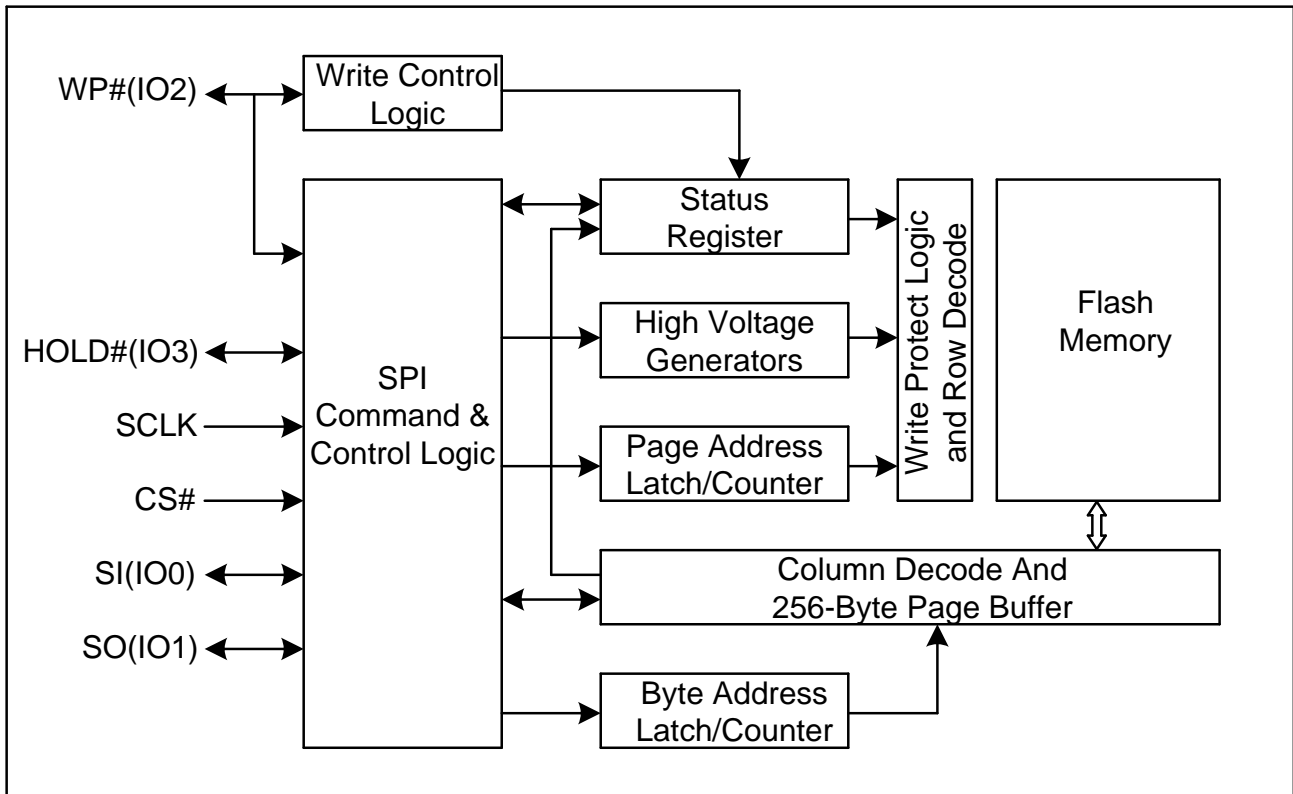 WP#(IO2)
Write Control
Logic
Status
Register
Write Protect Logic
and Row Decode
Flash
Memory
HOLD#(IO3)
High Voltage
Generators
SPI
Command &
Control Logic
SCLK
Page Address
Latch/Counter
CS#
SI(IO0)
Column Decode And
256-Byte Page Buffer
SO(IO1)
Byte Address
Latch/Counter